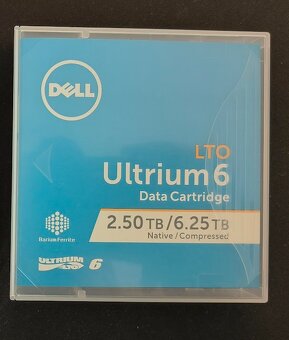 DELL
LTO
Ultrium 6
Data Cartridge
2.50 TB/6.25 TB
Native / Compressed
Barium Ferrite
ULTRIUM
LTO
6